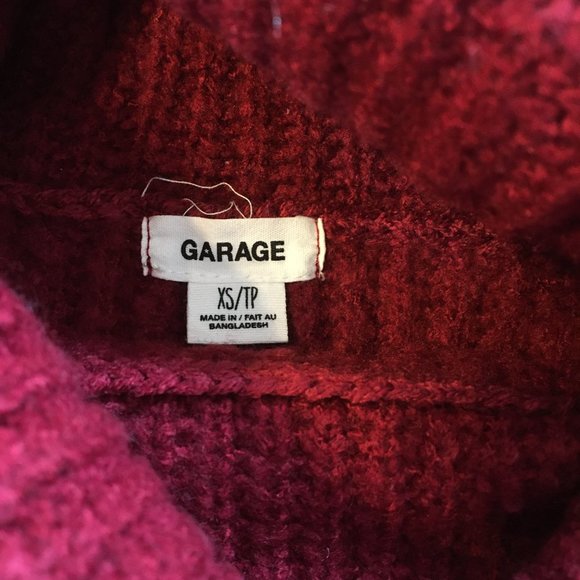 GARAGE
XS/TP
MADE IN / FAIT AU
BANGLADESH